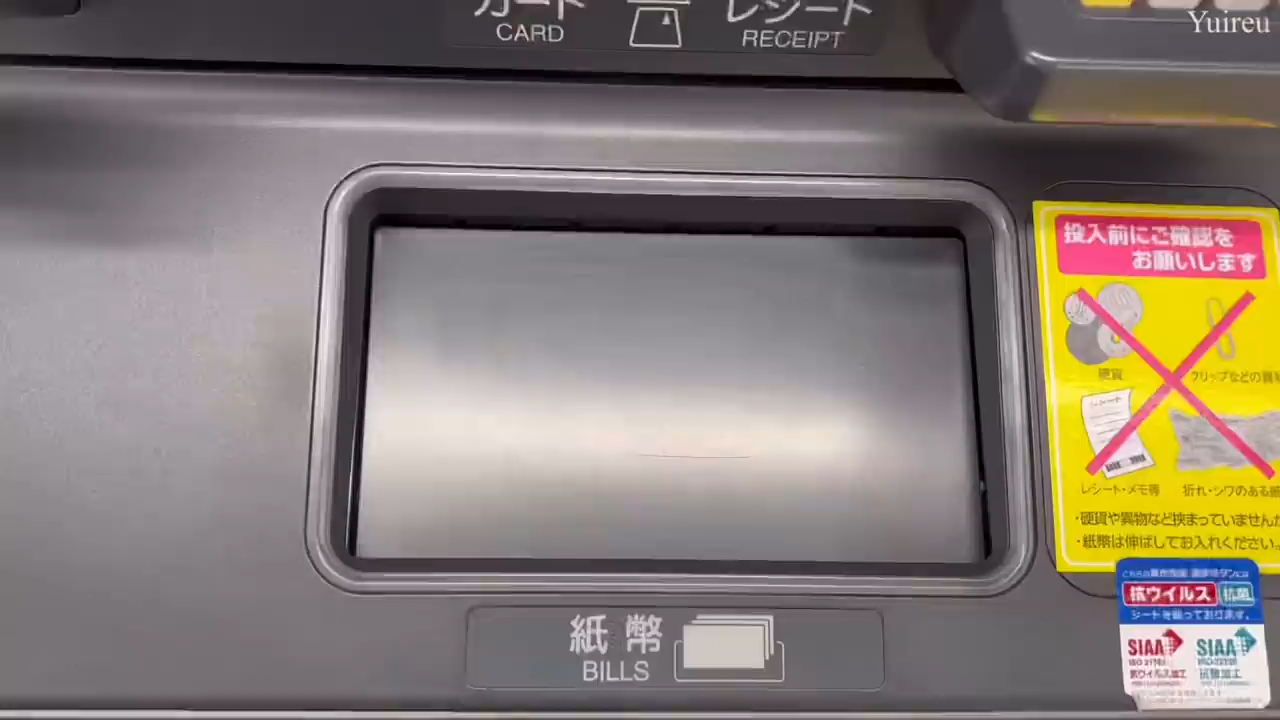 カード
CARD
レシート
RECEIPT
Yuireu
投入前にご確認を
お願いします
硬貨
クリップなどの異物
レシート・メモ等
折れ・シワのある
・硬貨や異物など挟まっていませんか
・紙幣は伸ばしてお入れください。
抗ウイルス 抗菌
シートを貼っております。
SIAA
抗ウイルス加工
SIAA
抗菌加工
紙幣
BILLS